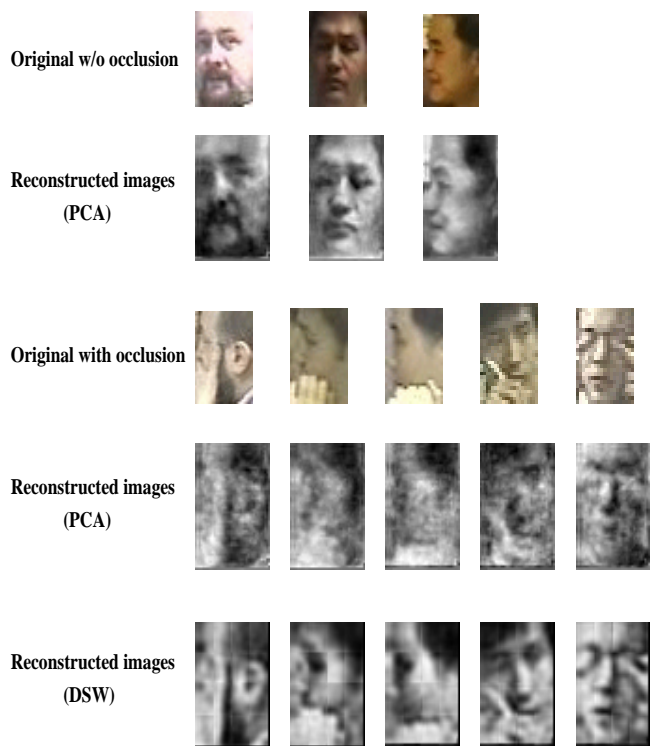 Original w/o occlusion
Reconstructed images
(PCA)
Original with occlusion
Reconstructed images
(PCA)
Reconstructed images
(DSW)